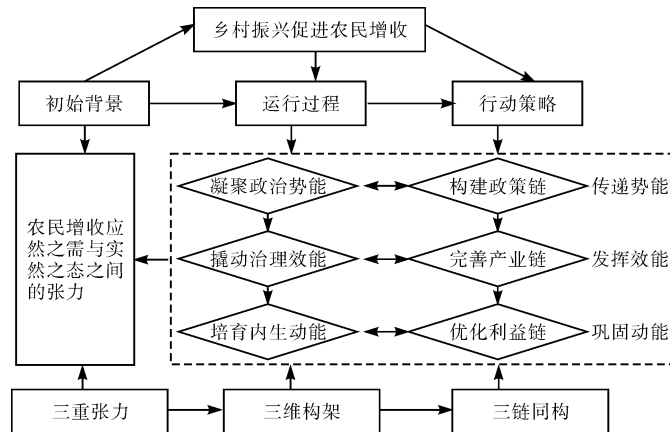 乡村振兴促进农民增收
初始背景
运行过程
行动策略
凝聚政治势能
构建政策链
传递势能
农民增收应
然之需与实
然之态之间
的张力
撬动治理效能
完善产业链
发挥效能
培育内生动能
优化利益链
巩固动能
三重张力
三维构架
三链同构